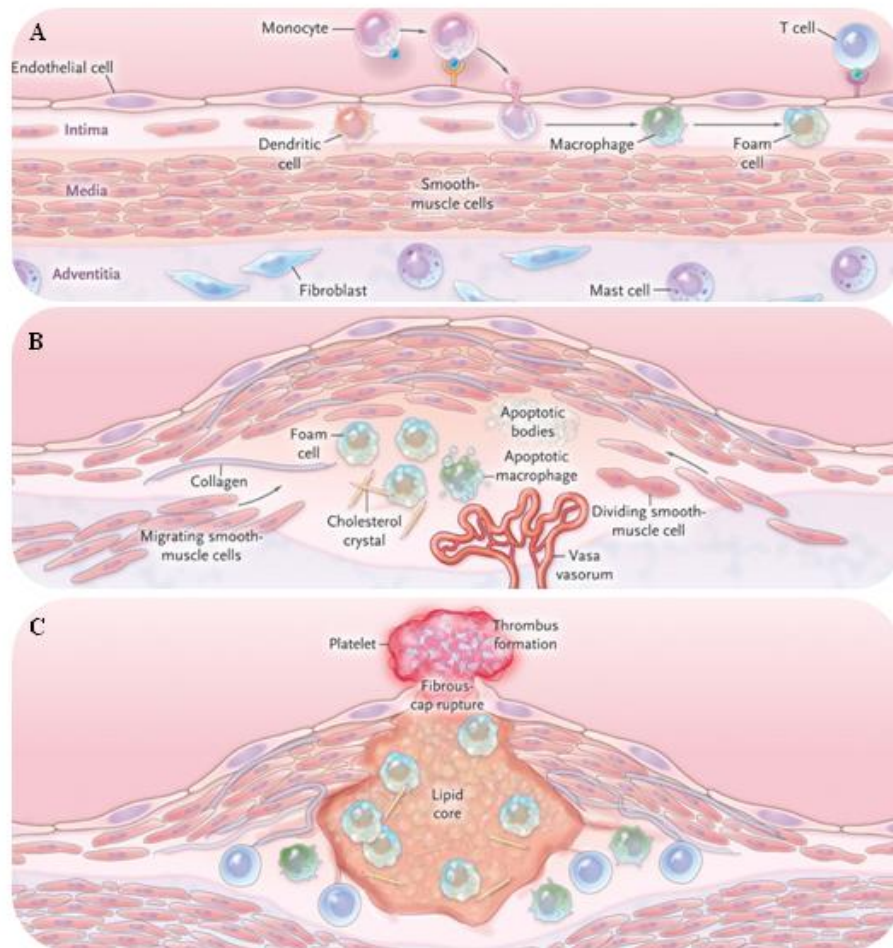 A
Monocyte
T cell
Endothelial cell
Intima
Dendritic
cell
Macrophage
Foam
cell
Media
Smooth-
muscle cells
Adventitia
Fibroblast
Mast cell
B
Apoptotic
bodies
Foam
cell
Apoptotic
macrophage
Collagen
Cholesterol
crystal
Dividing smooth-
muscle cell
Migrating smooth-
muscle cells
Vasa
vasorum
C
Platelet
Thrombus
formation
Fibrous-
cap rupture
Lipid
core